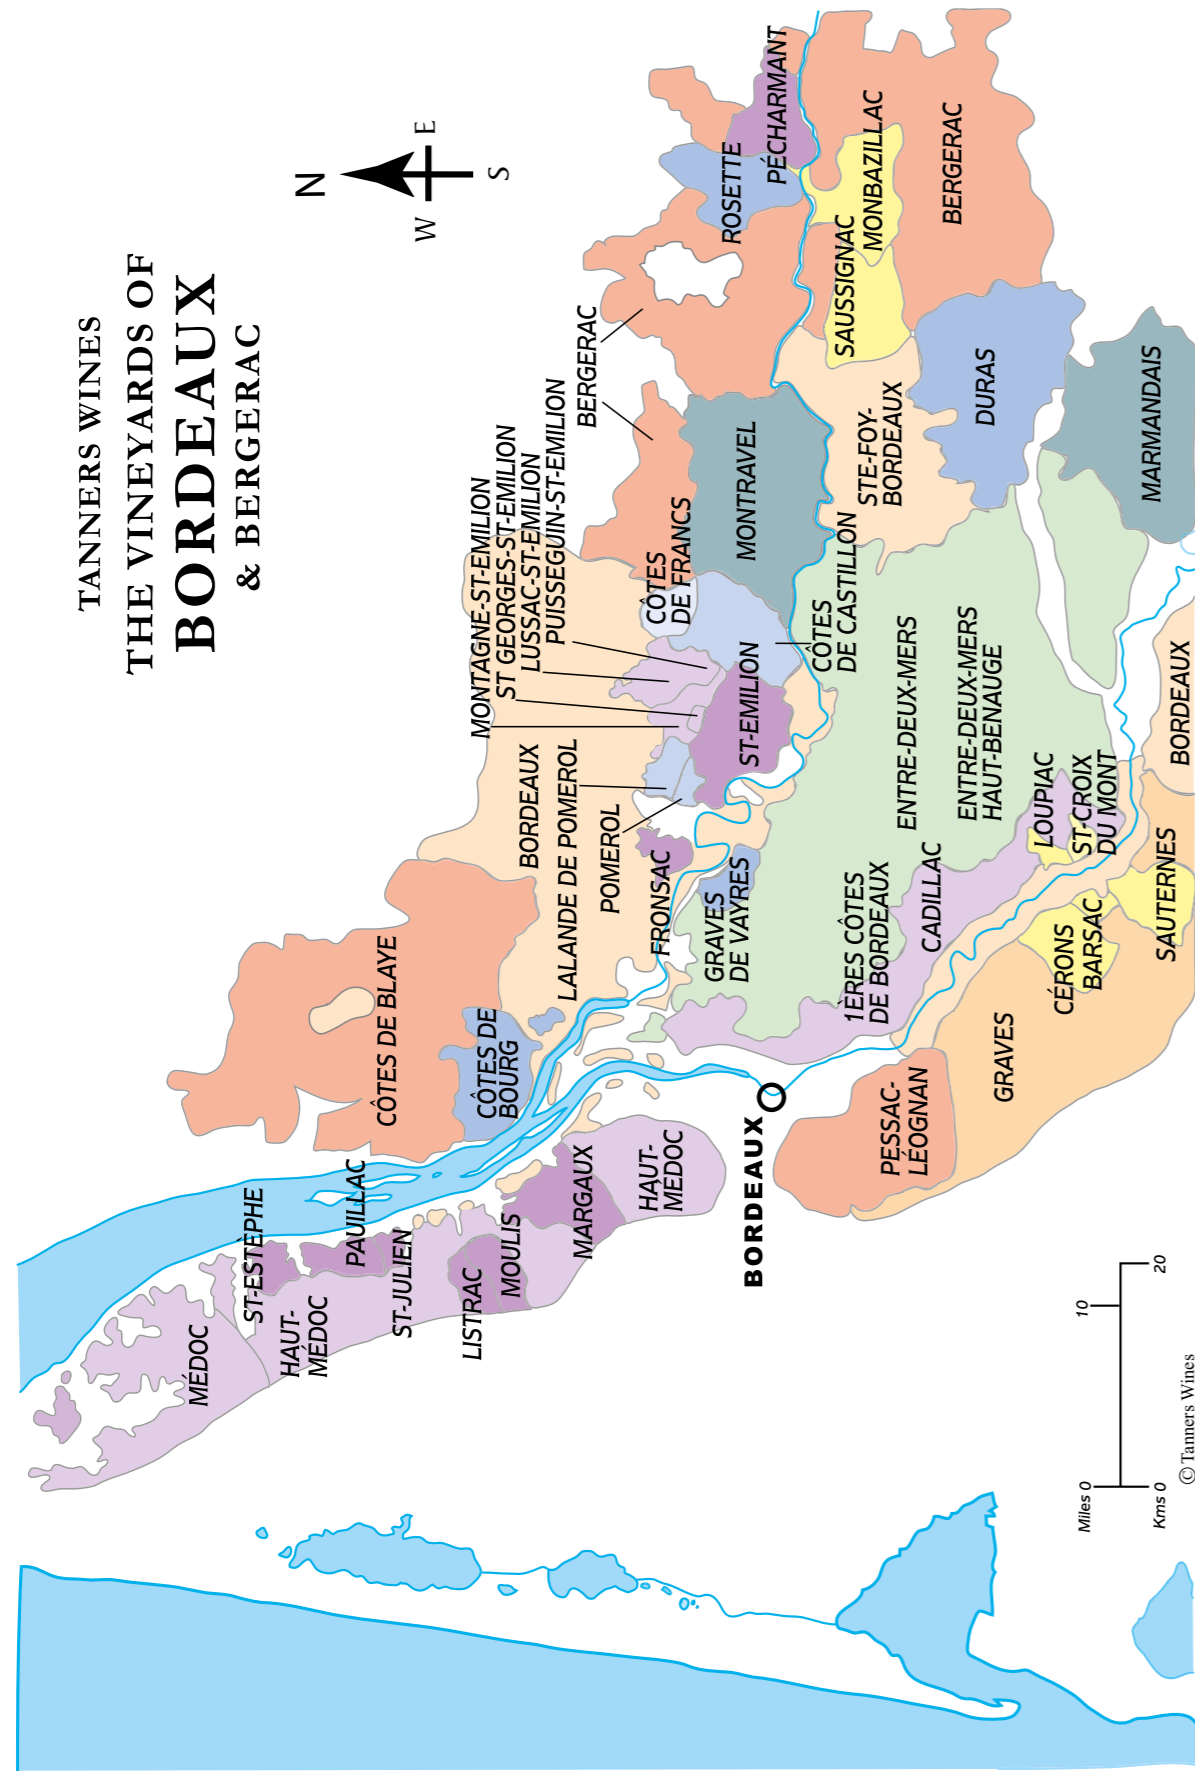 TANNERS WINES
THE VINEYARDS OF
BORDEAUX
& BERGERAC
N
W
E
S
MÉDOC
ST-ESTÈPHE
HAUT-
MÉDOC
PAUILLAC
ST-JULIEN
LISTRAC
MOULIS
MARGAUX
HAUT-
MÉDOC
CÔTES DE BLAYE
CÔTES DE
BOURG
BORDEAUX
LALANDE DE POMEROL
POMEROL
FRONSAC
MONTAGNE-ST-EMILION
ST GEORGES-ST-EMILION
LUSSAC-ST-EMILION
PUISSEGUIN-ST-EMILION
BERGERAC
CÔTES
DE FRANCS
ST-EMILION
MONTRAVEL
CÔTES
DE CASTILLON
ROSETTE
PÉCHARMANT
SAUSSIGNAC
MONBAZILLAC
BERGERAC
STE-FOY-
BORDEAUX
DURAS
MARMANDAIS
GRAVES
DE VAYRES
ENTRE-DEUX-MERS
ENTRE-DEUX-MERS
HAUT-BENAUGE
1ÈRES CÔTES
DE BORDEAUX
CADILLAC
LOUPIAC
ST-CROIX
DU MONT
BORDEAUX
BORDEAUX
PESSAC-
LÉOGNAN
GRAVES
CÉRONS
BARSAC
SAUTERNES
Miles 0
10
Kms 0
20
© Tanners Wines